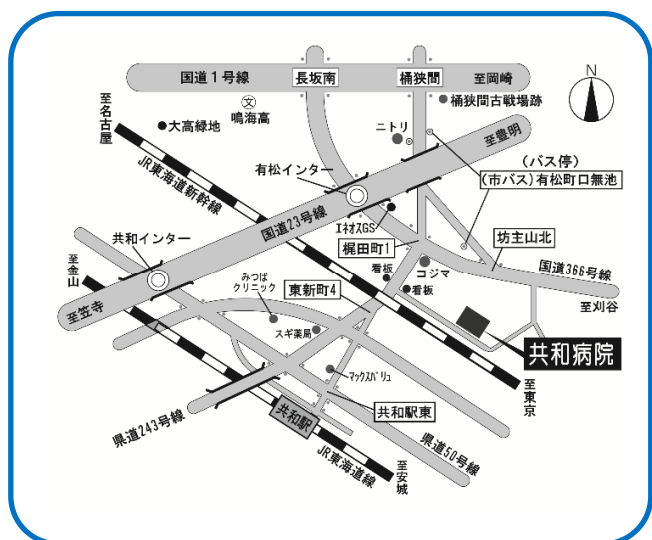 国道1号線
長坂南
桶狭間
至岡崎
N
至名古屋
文
鳴海高
大高緑地
桶狭間古戦場跡
ニトリ
至豊明
(バス停)
(市バス)有松町口無池
有松インター
JR東海道新幹線
国道23号線
エネオスGS
坊主山北
梶田町1
共和インター
至金山
コジマ
国道366号線
看板
看板
みつば
クリニック
東新町4
至刈谷
至笠寺
スギ薬局
共和病院
マックスバリュ
至東京
共和駅東
共和駅
県道243号線
県道50号線
JR東海道線
至安城